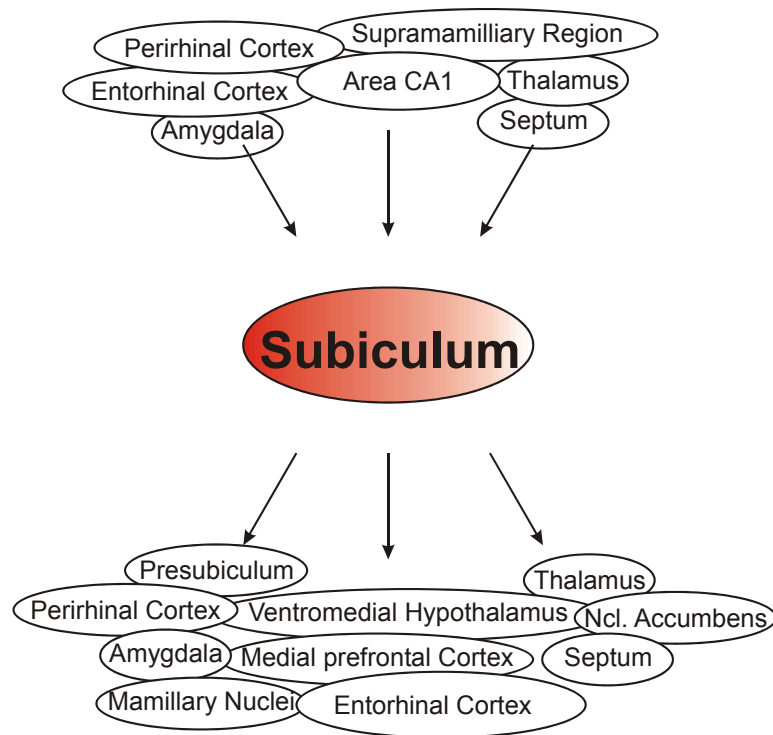 Supramamilliary Region
Perirhinal Cortex
Area CA1
Thalamus
Entorhinal Cortex
Septum
Amygdala
Subiculum
Presubiculum
Thalamus
Perirhinal Cortex
Ventromedial Hypothalamus
Ncl. Accumbens
Amygdala
Medial prefrontal Cortex
Septum
Mamillary Nuclei
Entorhinal Cortex